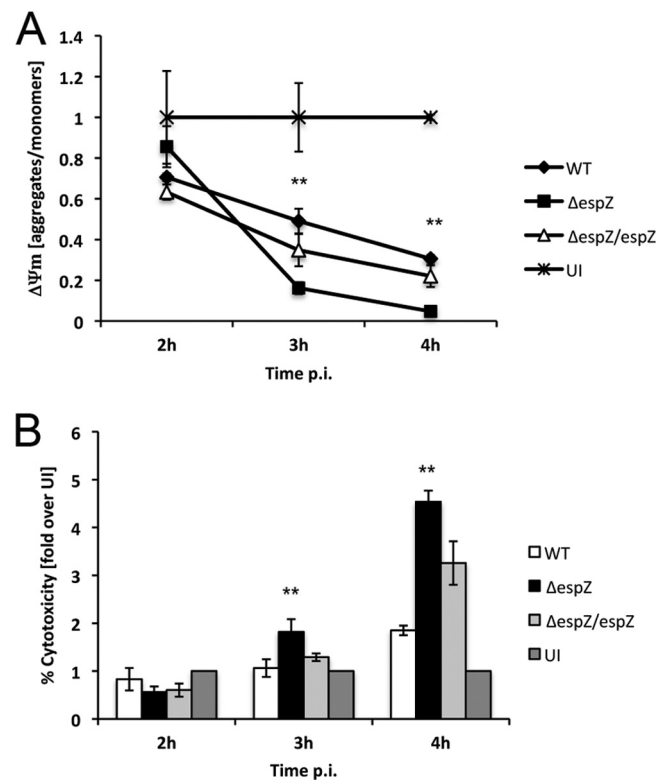 A
ΔΨm [aggregates/monomers]
1.4
1.2
1
0.8
0.6
0.4
0.2
0
**
**
2h
3h
4h
Time p.i.
WT
ΔespZ
ΔespZ/espZ
UI
B
% Cytotoxicity [fold over UI]
6
5
4
3
2
1
0
**
**
2h
3h
4h
Time p.i.
WT
ΔespZ
ΔespZ/espZ
UI